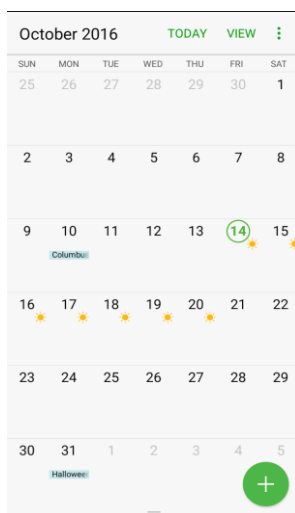 October 2016 TODAY VIEW
SUN MON TUE WED THU FRI SAT
25 26 27 28 29 30 1
2 3 4 5 6 7 8
9 10 11 12 13 14 15
Columbu
16 17 18 19 20 21 22
23 24 25 26 27 28 29
30 31 1 2 3 4 5
Hallowee